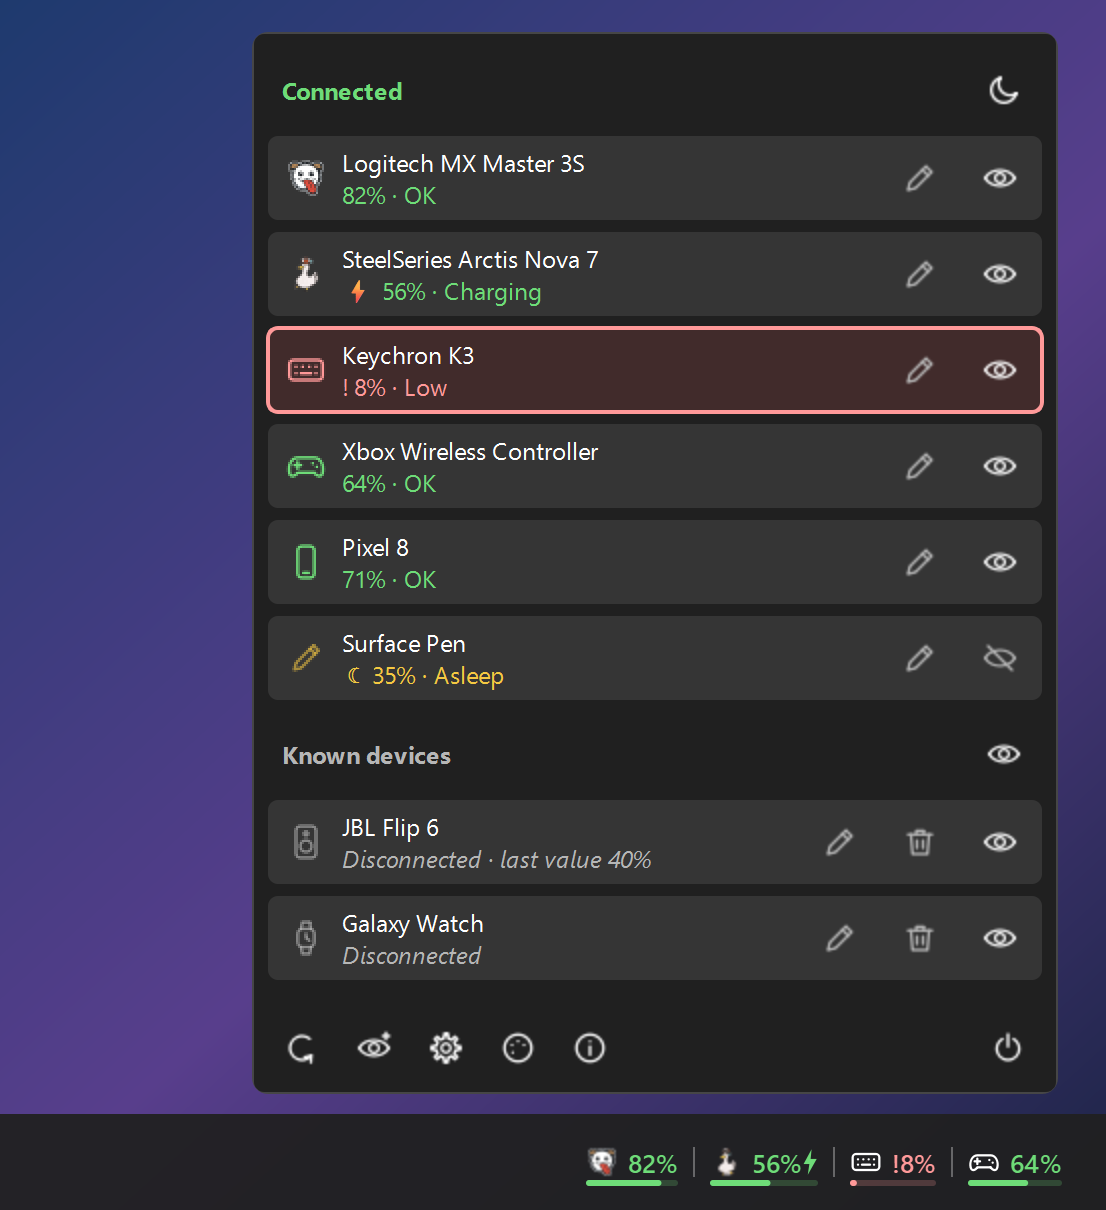 Connected
Logitech MX Master 3S
82% · OK
SteelSeries Arctis Nova 7
56% · Charging
Keychron K3
! 8% · Low
Xbox Wireless Controller
64% · OK
Pixel 8
71% · OK
Surface Pen
35% · Asleep
Known devices
JBL Flip 6
Disconnected · last value 40%
Galaxy Watch
Disconnected
82% 56% !8% 64%